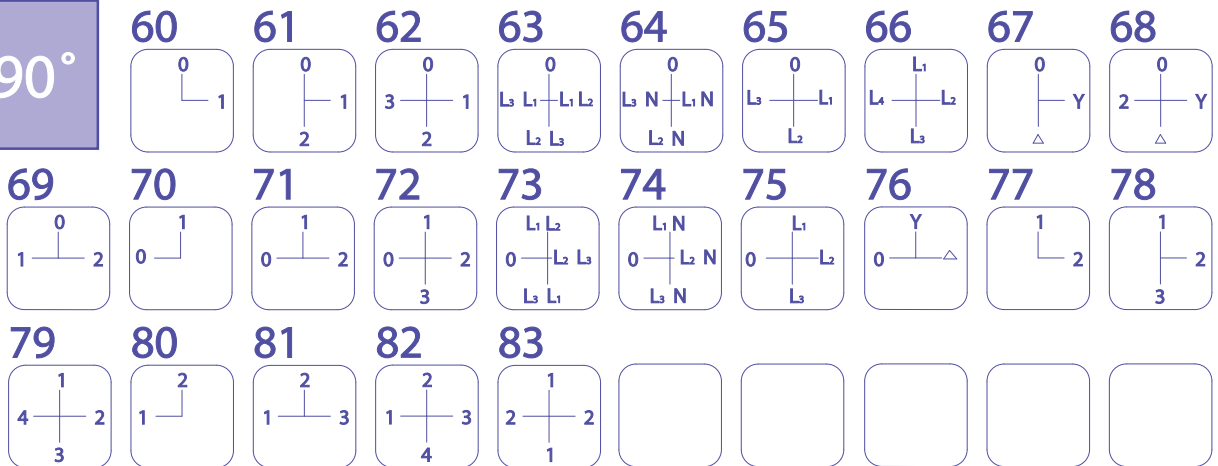 90°
60 61 62 63 64 65 66 67 68
0 0 0 0 0 0 L₁ 0 0
1 1 3 1 L₃ L₁ L₁ L₂ L₃ N L₁ N L₃ L₁ L₄ L₂ Y 2 Y
2 2 L₂ L₃ L₂ N L₂ L₃ △ △
69 70 71 72 73 74 75 76 77 78
0 1 1 1 L₁ L₂ L₁ N L₁ Y 1 1
1 2 0 0 2 0 2 0 L₂ L₃ 0 L₂ N 0 L₂ 0 △ 2 2
3 L₃ L₁ L₃ N L₃ 3
79 80 81 82 83
1 2 2 2 1
4 2 1 1 3 1 3 2 2
3 4 1